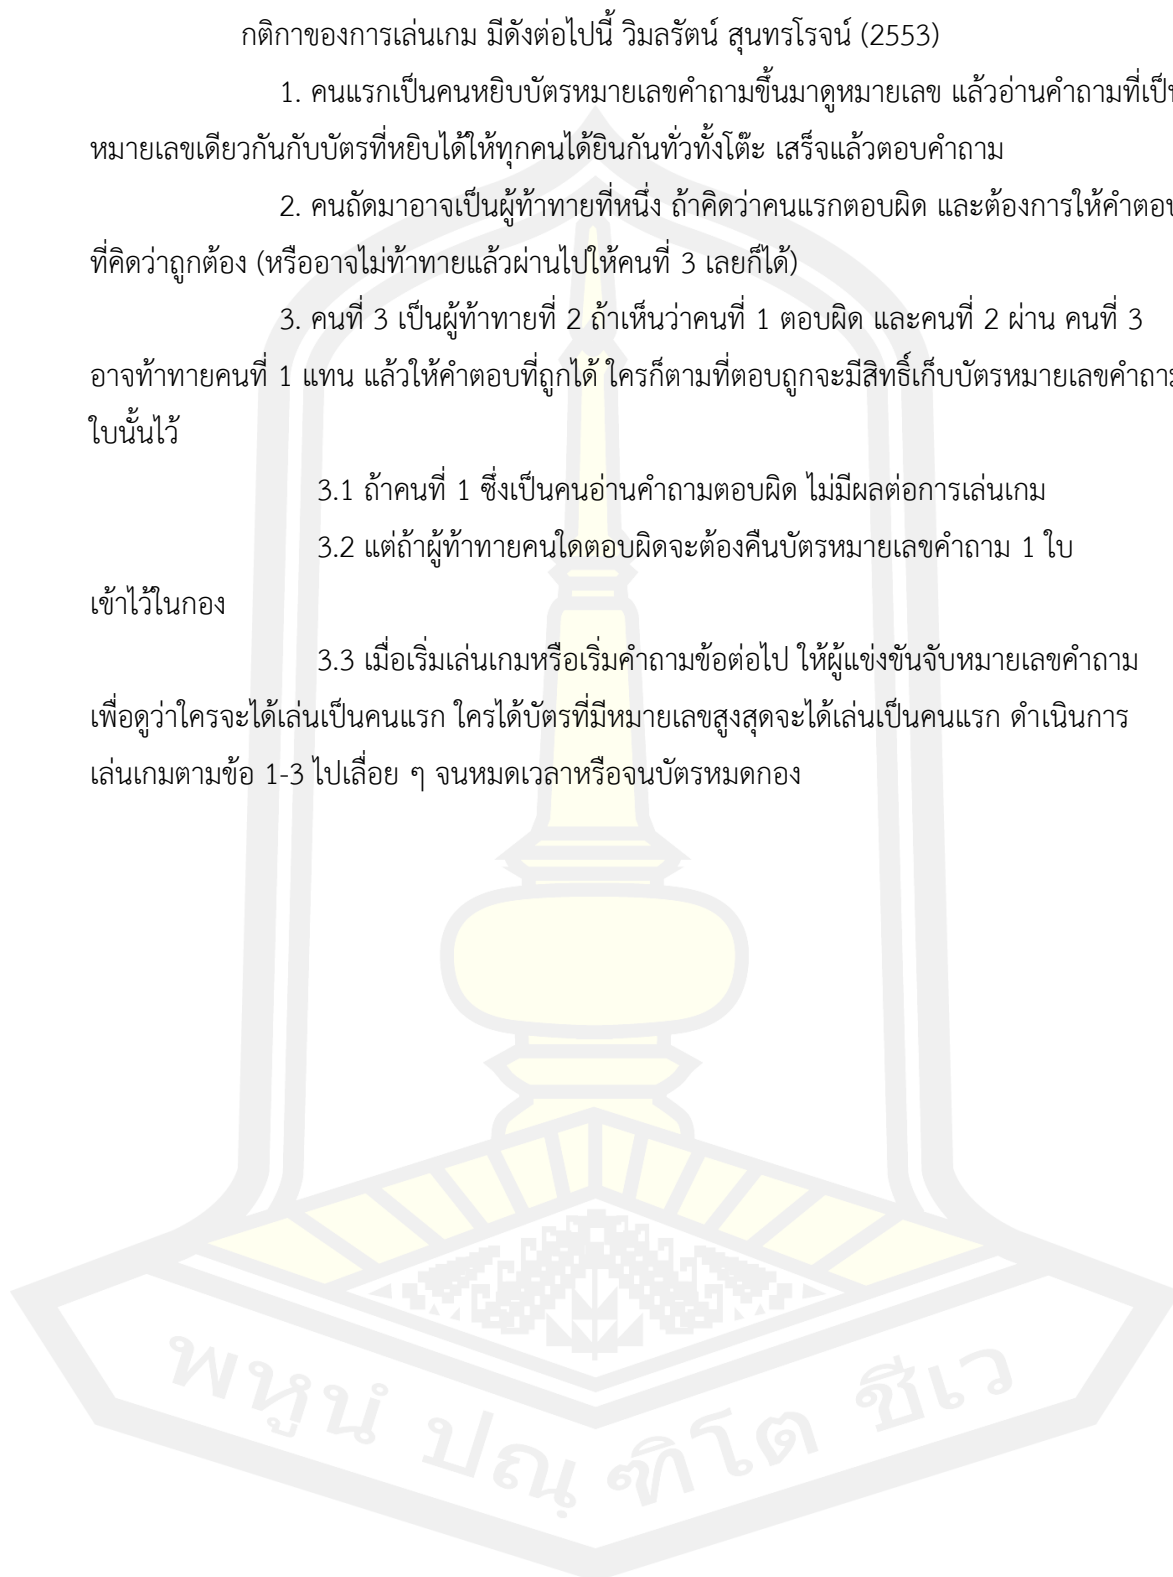 กติกาของการเล่นเกม มีดังต่อไปนี้ วิมลรัตน์ สุนทรโรจน์ (2553)
1. คนแรกเป็นคนหยิบบัตรหมายเลขคำถามขึ้นมาดูหมายเลข แล้วอ่านคำถามที่เป็น
หมายเลขเดียวกันกับบัตรที่หยิบได้ให้ทุกคนได้ยินกันทั่วทั้งโต๊ะ เสร็จแล้วตอบคำถาม
2. คนถัดมาอาจเป็นผู้ท้าทายที่หนึ่ง ถ้าคิดว่าคนแรกตอบผิด และต้องการให้คำตอบ
ที่คิดว่าถูกต้อง (หรืออาจไม่ท้าทายแล้วผ่านไปให้คนที่ 3 เลยก็ได้)
3. คนที่ 3 เป็นผู้ท้าทายที่ 2 ถ้าเห็นว่าคนที่ 1 ตอบผิด และคนที่ 2 ผ่าน คนที่ 3
อาจท้าทายคนที่ 1 แทน แล้วให้คำตอบที่ถูกได้ ใครก็ตามที่ตอบถูกจะมีสิทธิ์เก็บบัตรหมายเลขคำถาม
ใบนั้นไว้
3.1 ถ้าคนที่ 1 ซึ่งเป็นคนอ่านคำถามตอบผิด ไม่มีผลต่อการเล่นเกม
3.2 แต่ถ้าผู้ท้าทายคนใดตอบผิดจะต้องคืนบัตรหมายเลขคำถาม 1 ใบ
เข้าไว้ในกอง
3.3 เมื่อเริ่มเล่นเกมหรือเริ่มคำถามข้อต่อไป ให้ผู้แข่งขันจับหมายเลขคำถาม
เพื่อดูว่าใครจะได้เล่นเป็นคนแรก ใครได้บัตรที่มีหมายเลขสูงสุดจะได้เล่นเป็นคนแรก ดำเนินการ
เล่นเกมตามข้อ 1-3 ไปเลื่อย ๆ จนหมดเวลาหรือจนบัตรหมดกอง
พหูนํ ปณฺฑิโต ชีเว